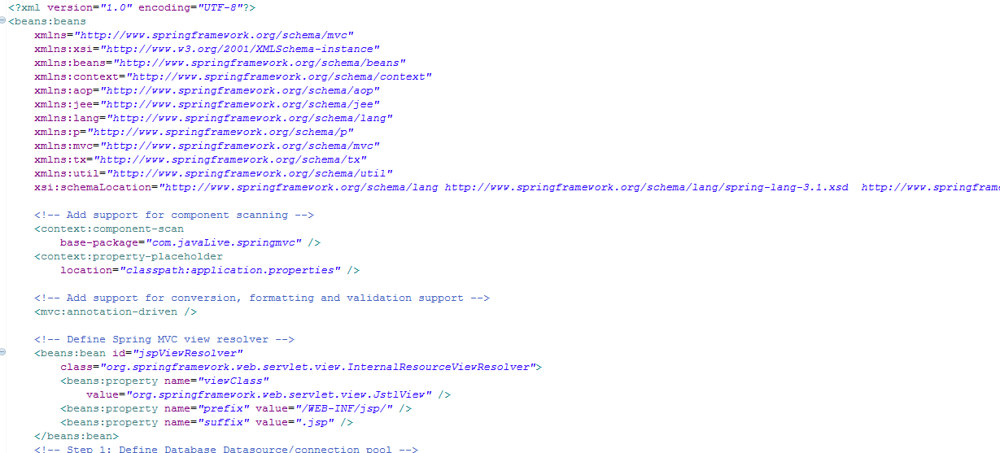 <?xml version="1.0" encoding="UTF-8"?>
<beans:beans
xmlns="http://www.springframework.org/schema/mvc"
xmlns:xsi="http://www.w3.org/2001/XMLSchema-instance"
xmlns:beans="http://www.springframework.org/schema/beans"
xmlns:context="http://www.springframework.org/schema/context"
xmlns:aop="http://www.springframework.org/schema/aop"
xmlns:jee="http://www.springframework.org/schema/jee"
xmlns:lang="http://www.springframework.org/schema/lang"
xmlns:p="http://www.springframework.org/schema/p"
xmlns:mvc="http://www.springframework.org/schema/mvc"
xmlns:tx="http://www.springframework.org/schema/tx"
xmlns:util="http://www.springframework.org/schema/util"
xsi:schemaLocation="http://www.springframework.org/schema/lang http://www.springframework.org/schema/lang/spring-lang-3.1.xsd  http://www.springframe
<!-- Add support for component scanning -->
<context:component-scan
base-package="com.javaLive.springmvc" />
<context:property-placeholder
location="classpath:application.properties" />
<!-- Add support for conversion, formatting and validation support -->
<mvc:annotation-driven />
<!-- Define Spring MVC view resolver -->
<beans:bean id="jspViewResolver"
class="org.springframework.web.servlet.view.InternalResourceViewResolver">
<beans:property name="viewClass"
value="org.springframework.web.servlet.view.JstlView" />
<beans:property name="prefix" value="/WEB-INF/jsp/" />
<beans:property name="suffix" value=".jsp" />
</beans:bean>
<!-- Step 1: Define Database Datasource/connection pool -->